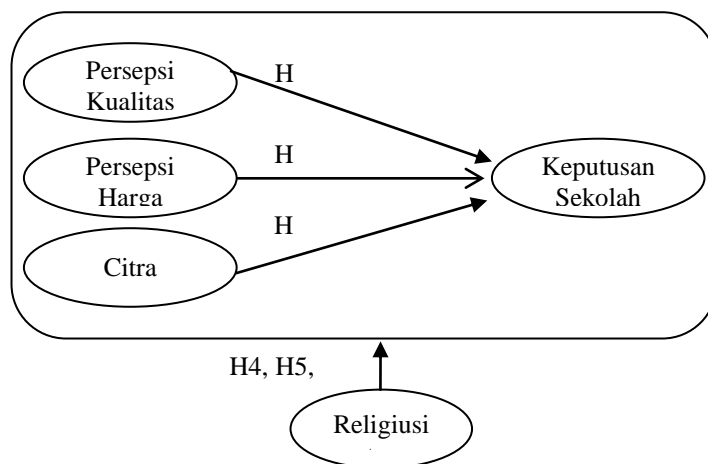 Persepsi
Kualitas
H
Persepsi
Harga
H
Citra
H
Keputusan
Sekolah
H4, H5,
Religiusi